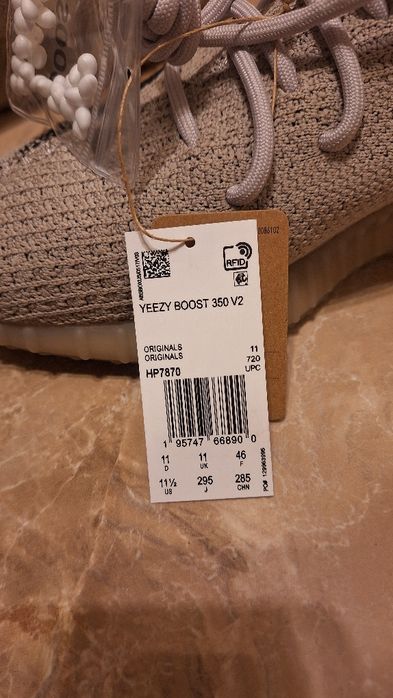 500
RFID
YEEZY BOOST 350 V2
ORIGINALS 11
ORIGINALS 720
HP7870 UPC
1 95747 66890 0
11 11 46
D UK F
11½ 295 285
US J CHN